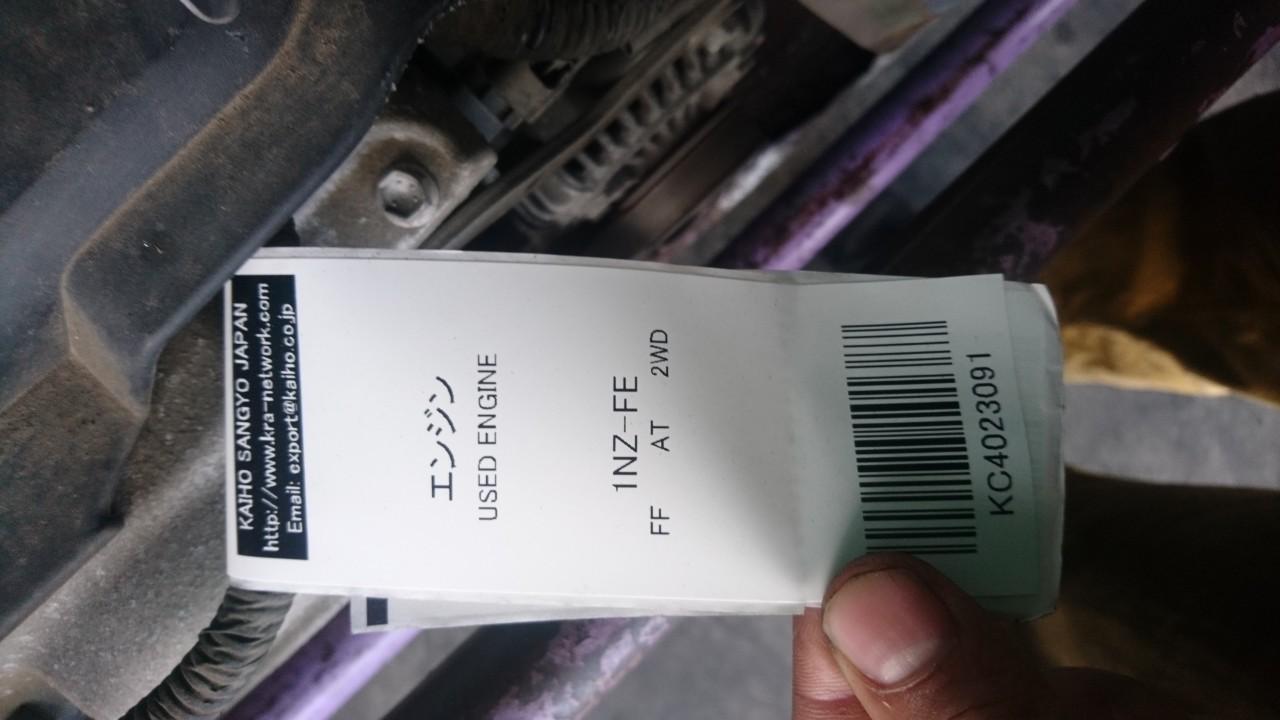 KAIHO SANGYO JAPAN
http://www.kra-network.com
Email: export@kaiho.co.jp
エンジン
USED ENGINE
1NZ-FE
FF AT 2WD
KC4023091